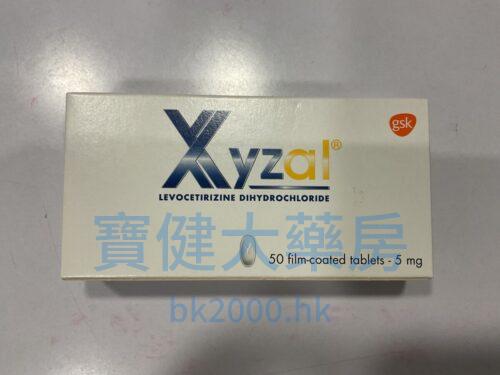 Xyzal®
gsk
LEVOCETIRIZINE DIHYDROCHLORIDE
寶健大藥房
50 film-coated tablets - 5 mg
bk2000.hk